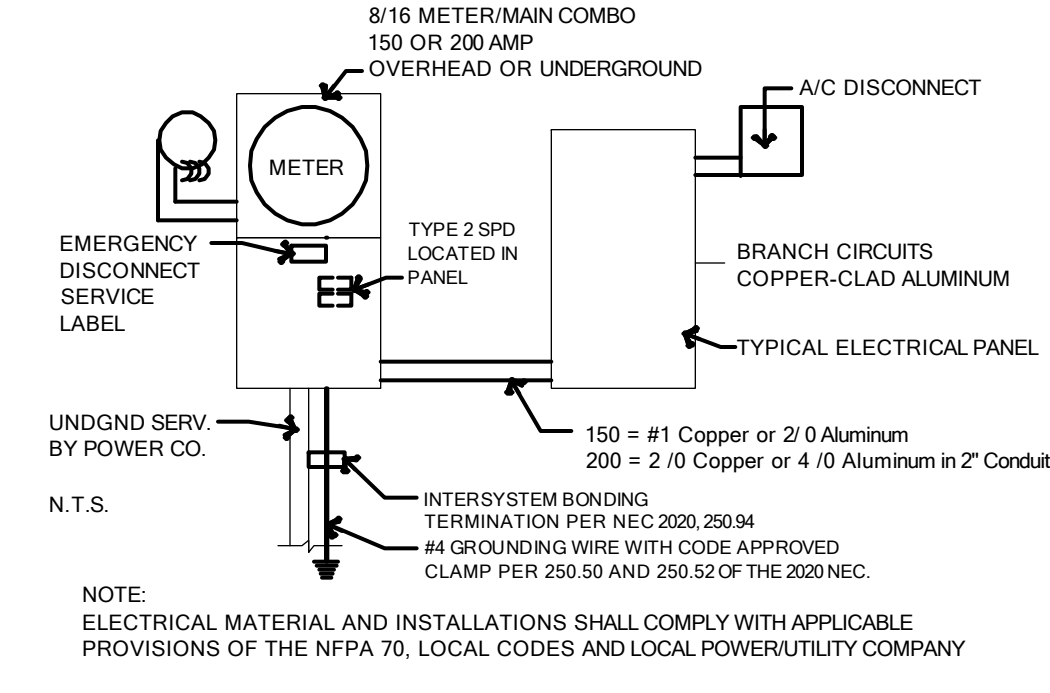 8/16 METER/MAIN COMBO
150 OR 200 AMP
OVERHEAD OR UNDERGROUND
A/C DISCONNECT
METER
EMERGENCY
DISCONNECT
SERVICE
LABEL
TYPE 2 SPD
LOCATED IN
PANEL
BRANCH CIRCUITS
COPPER-CLAD ALUMINUM
TYPICAL ELECTRICAL PANEL
UNDGND SERV.
BY POWER CO.
150 = #1 Copper or 2/ 0 Aluminum
200 = 2 /0 Copper or 4 /0 Aluminum in 2" Conduit
N.T.S.
INTERSYSTEM BONDING
TERMINATION PER NEC 2020, 250.94
#4 GROUNDING WIRE WITH CODE APPROVED
CLAMP PER 250.50 AND 250.52 OF THE 2020 NEC.
NOTE:
ELECTRICAL MATERIAL AND INSTALLATIONS SHALL COMPLY WITH APPLICABLE
PROVISIONS OF THE NFPA 70, LOCAL CODES AND LOCAL POWER/UTILITY COMPANY